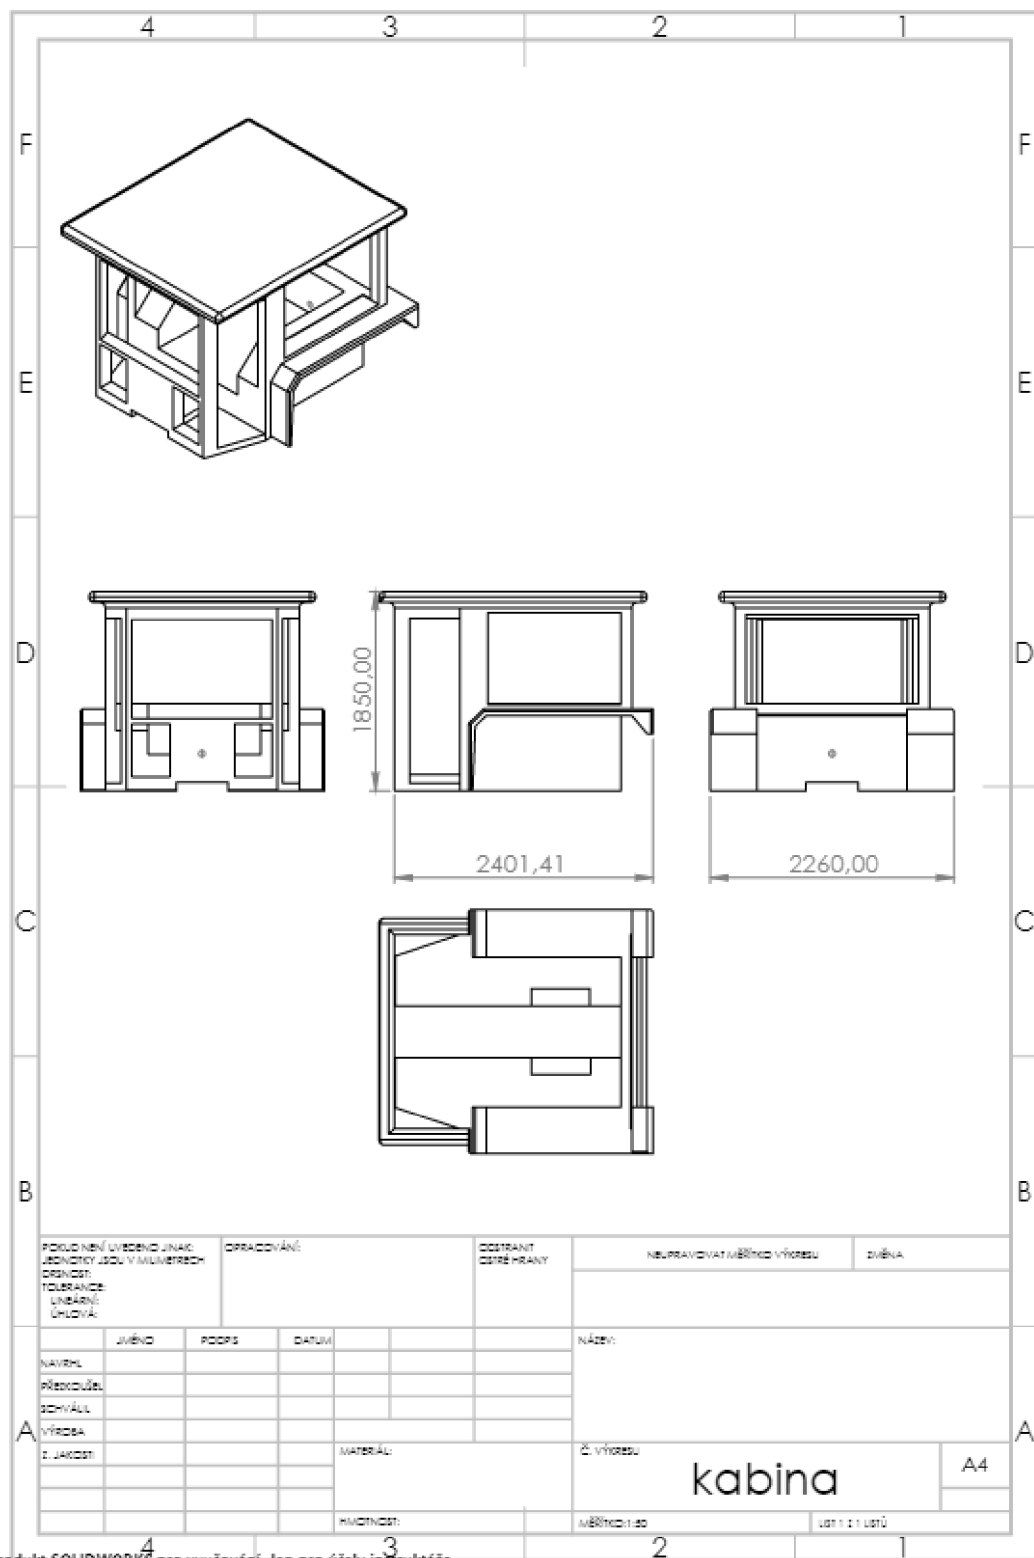 4 3 2 1
F F
E E
D D
1850,00
2401,41 2260,00
C C
B B
POKUD NENÍ UVEDENO JINAK:
JEDNOTKY JSOU V MILIMETRECH
DRSNOST:
TOLERANCE:
LINEÁRNÍ:
ÚHLOVÁ:
OPRACOVÁNÍ:
ODSTRANIT
OSTRÉ HRANY
NEUPRAVOVAT MĚŘÍTKO VÝKRESU
ZMĚNA
JMÉNO PODPIS DATUM
NÁZEV:
NAVRHL
PŘEZKOUŠEL
SCHVÁLIL
A A
VÝROBA
Z. JAKOSTI
MATERIÁL:
Č. VÝKRESU
kabina
A4
HMOTNOST:
MĚŘÍTKO:1:50
LIST 1 Z 1 LISTŮ
4 2 1